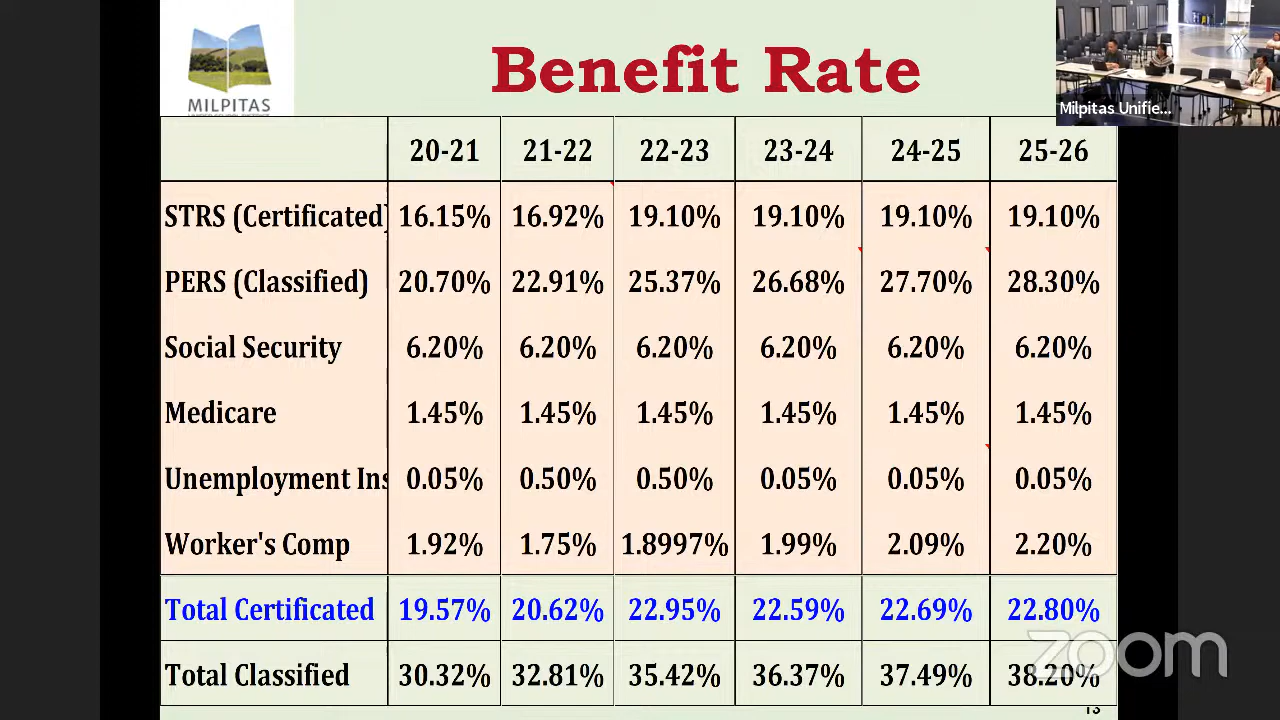 Benefit Rate
MILPITAS
Milpitas Unifie...
20-21 21-22 22-23 23-24 24-25 25-26
STRS (Certificated) 16.15% 16.92% 19.10% 19.10% 19.10% 19.10%
PERS (Classified) 20.70% 22.91% 25.37% 26.68% 27.70% 28.30%
Social Security 6.20% 6.20% 6.20% 6.20% 6.20% 6.20%
Medicare 1.45% 1.45% 1.45% 1.45% 1.45% 1.45%
Unemployment Ins 0.05% 0.50% 0.50% 0.05% 0.05% 0.05%
Worker's Comp 1.92% 1.75% 1.8997% 1.99% 2.09% 2.20%
Total Certificated 19.57% 20.62% 22.95% 22.59% 22.69% 22.80%
Total Classified 30.32% 32.81% 35.42% 36.37% 37.49% 38.20%
zoom
13